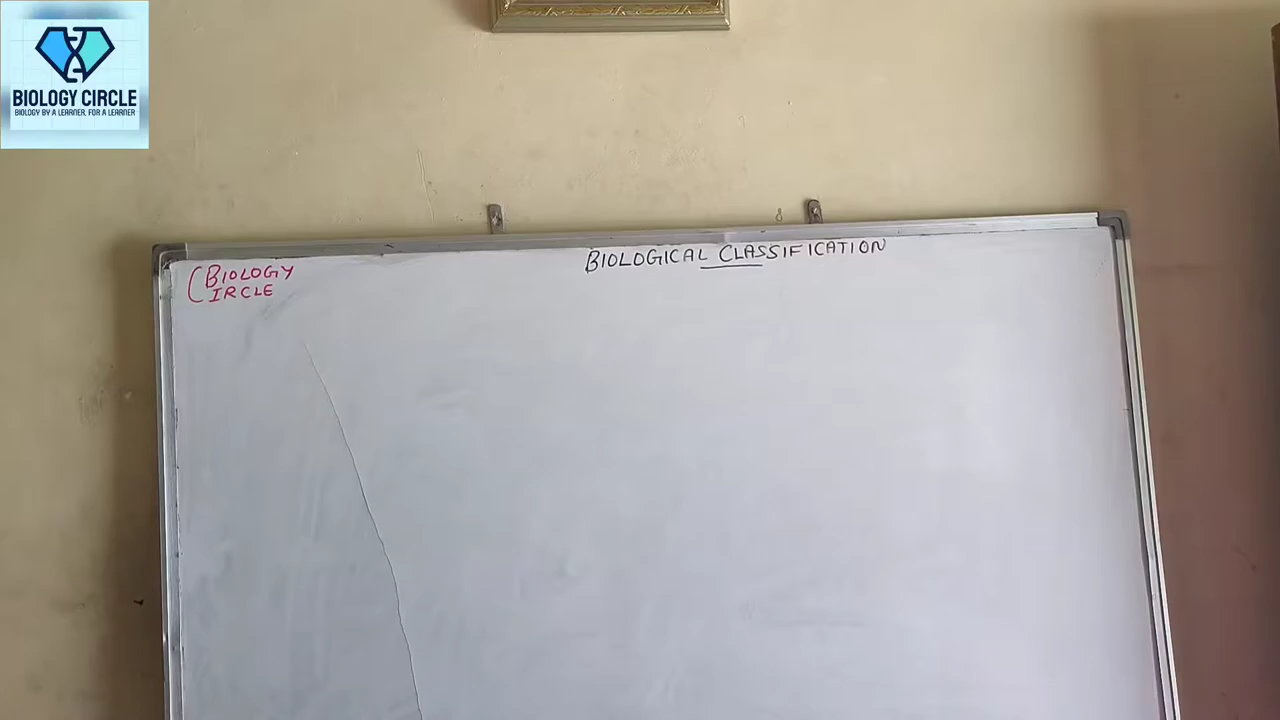 BIOLOGY CIRCLE
BIOLOGY BY A LEARNER, FOR A LEARNER
BIOLOGICAL CLASSIFICATION
BIOLOGY
CIRCLE